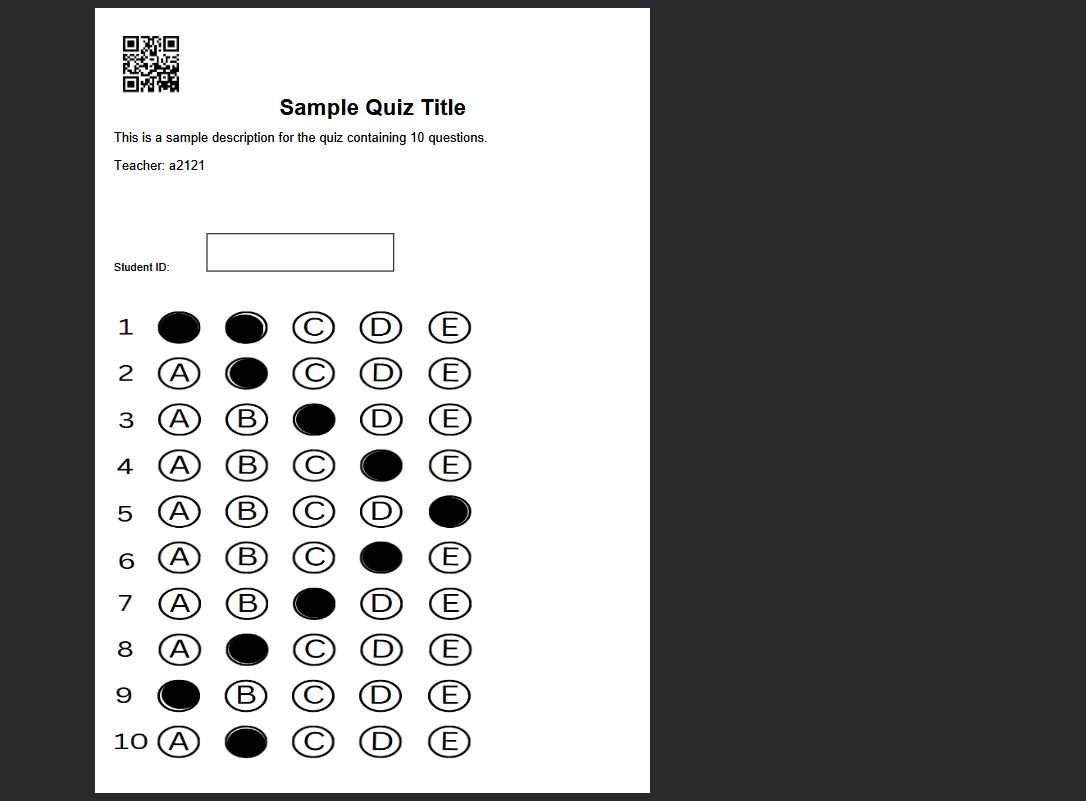 Sample Quiz Title
This is a sample description for the quiz containing 10 questions.
Teacher: a2121
Student ID:
1 C D E
2 A C D E
3 A B D E
4 A B C E
5 A B C D
6 A B C E
7 A B D E
8 A C D E
9 B C D E
10 A C D E